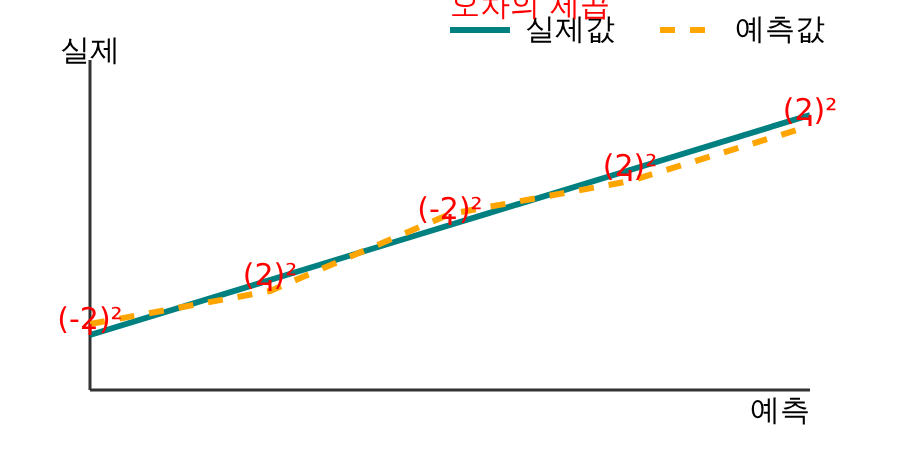 오차의 제곱
실제값 예측값
실제
(2)²
(2)²
(-2)²
(2)²
(-2)²
예측